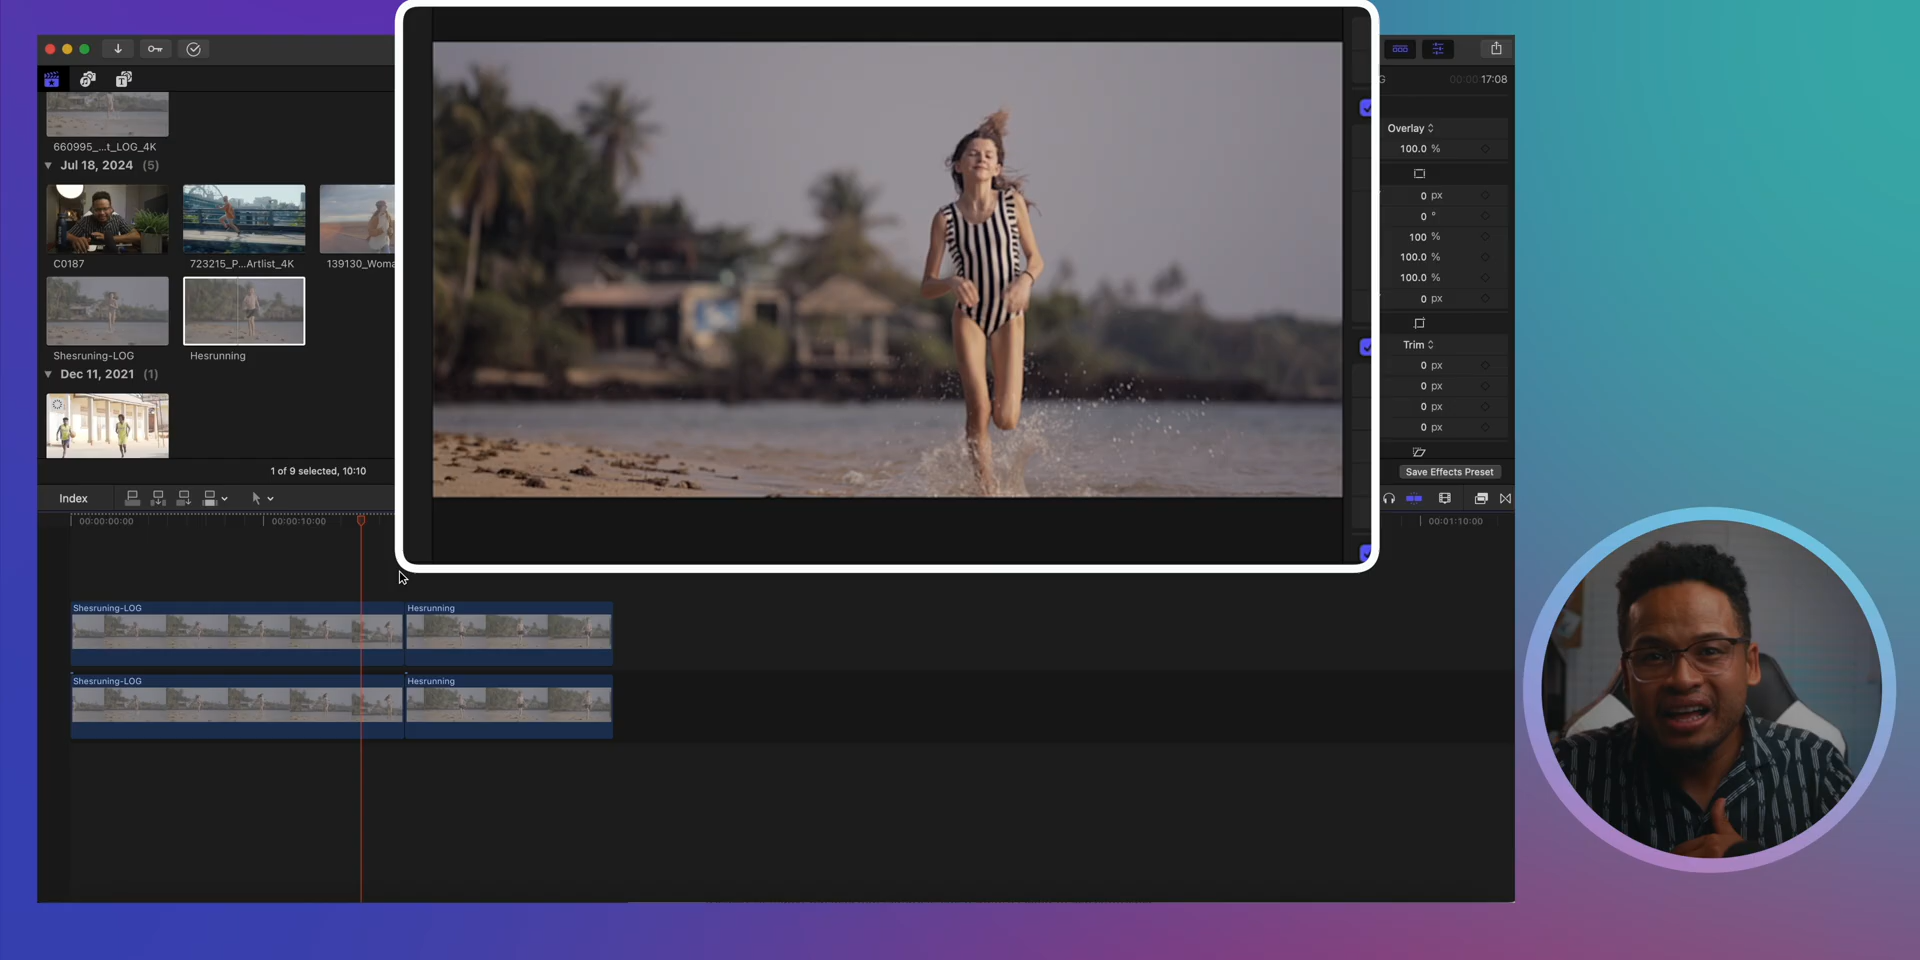 660995_...t_LOG_4K
Jul 18, 2024 (5)
C0187
723215_P...Artlist_4K
139130_Woma
Shesruning-LOG
Hesrunning
Dec 11, 2021 (1)
1 of 9 selected, 10:10
G
00:00:17:08
Overlay
100.0 %
0 px
0 °
100 %
100.0 %
100.0 %
0 px
Trim
0 px
0 px
0 px
0 px
Save Effects Preset
Index
00:00:00:00
00:00:10:00
00:01:10:00
Shesruning-LOG
Hesrunning
Shesruning-LOG
Hesrunning